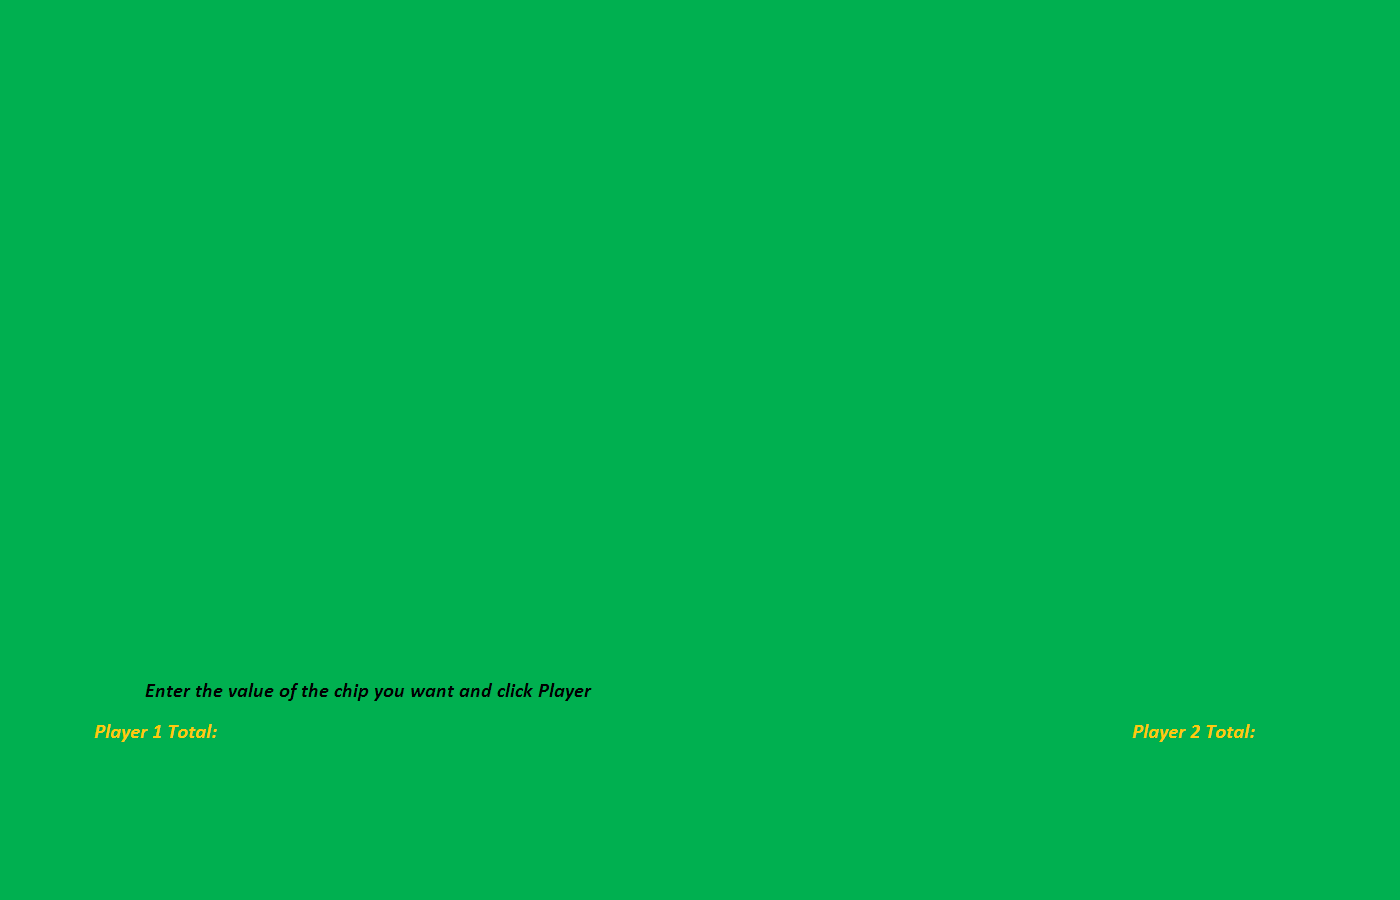 Enter the value of the chip you want and click Player
Player 1 Total:
Player 2 Total: